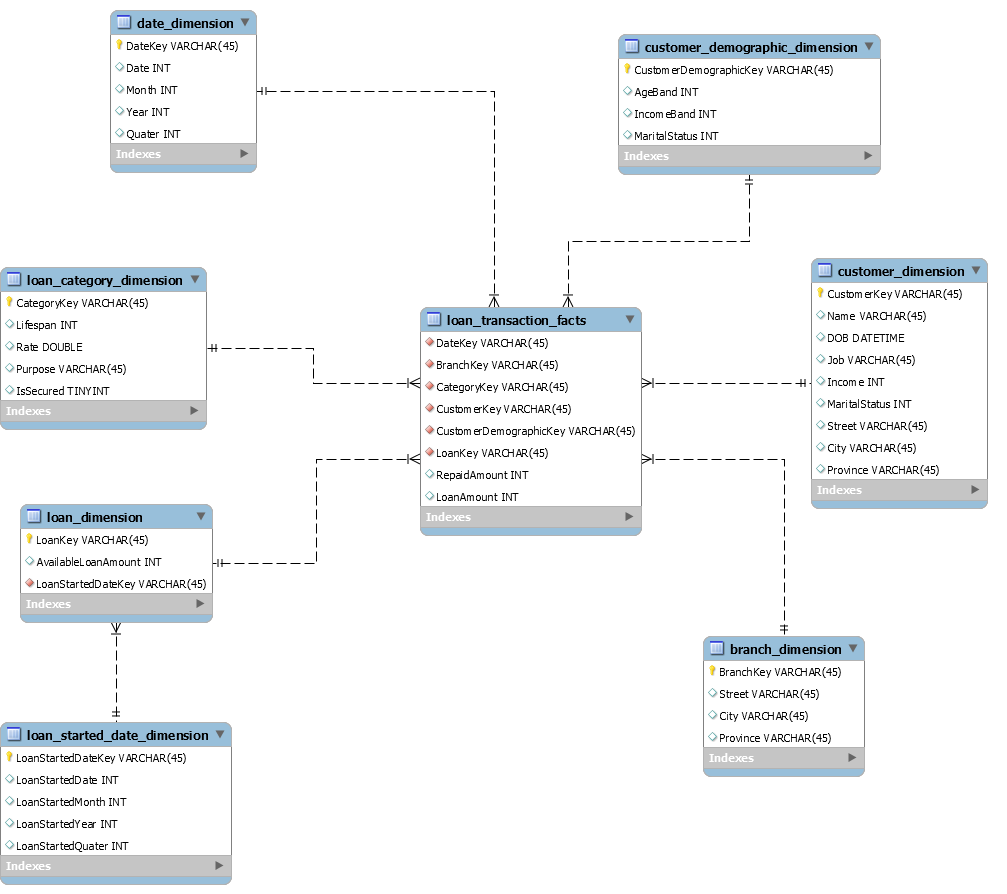 date_dimension
DateKey VARCHAR(45)
Date INT
Month INT
Year INT
Quater INT
Indexes
customer_demographic_dimension
CustomerDemographicKey VARCHAR(45)
AgeBand INT
IncomeBand INT
MaritalStatus INT
Indexes
loan_category_dimension
CategoryKey VARCHAR(45)
Lifespan INT
Rate DOUBLE
Purpose VARCHAR(45)
IsSecured TINYINT
Indexes
customer_dimension
CustomerKey VARCHAR(45)
Name VARCHAR(45)
DOB DATETIME
Job VARCHAR(45)
Income INT
MaritalStatus INT
Street VARCHAR(45)
City VARCHAR(45)
Province VARCHAR(45)
Indexes
loan_transaction_facts
DateKey VARCHAR(45)
BranchKey VARCHAR(45)
CategoryKey VARCHAR(45)
CustomerKey VARCHAR(45)
CustomerDemographicKey VARCHAR(45)
LoanKey VARCHAR(45)
RepaidAmount INT
LoanAmount INT
Indexes
loan_dimension
LoanKey VARCHAR(45)
AvailableLoanAmount INT
LoanStartedDateKey VARCHAR(45)
Indexes
branch_dimension
BranchKey VARCHAR(45)
Street VARCHAR(45)
City VARCHAR(45)
Province VARCHAR(45)
Indexes
loan_started_date_dimension
LoanStartedDateKey VARCHAR(45)
LoanStartedDate INT
LoanStartedMonth INT
LoanStartedYear INT
LoanStartedQuater INT
Indexes